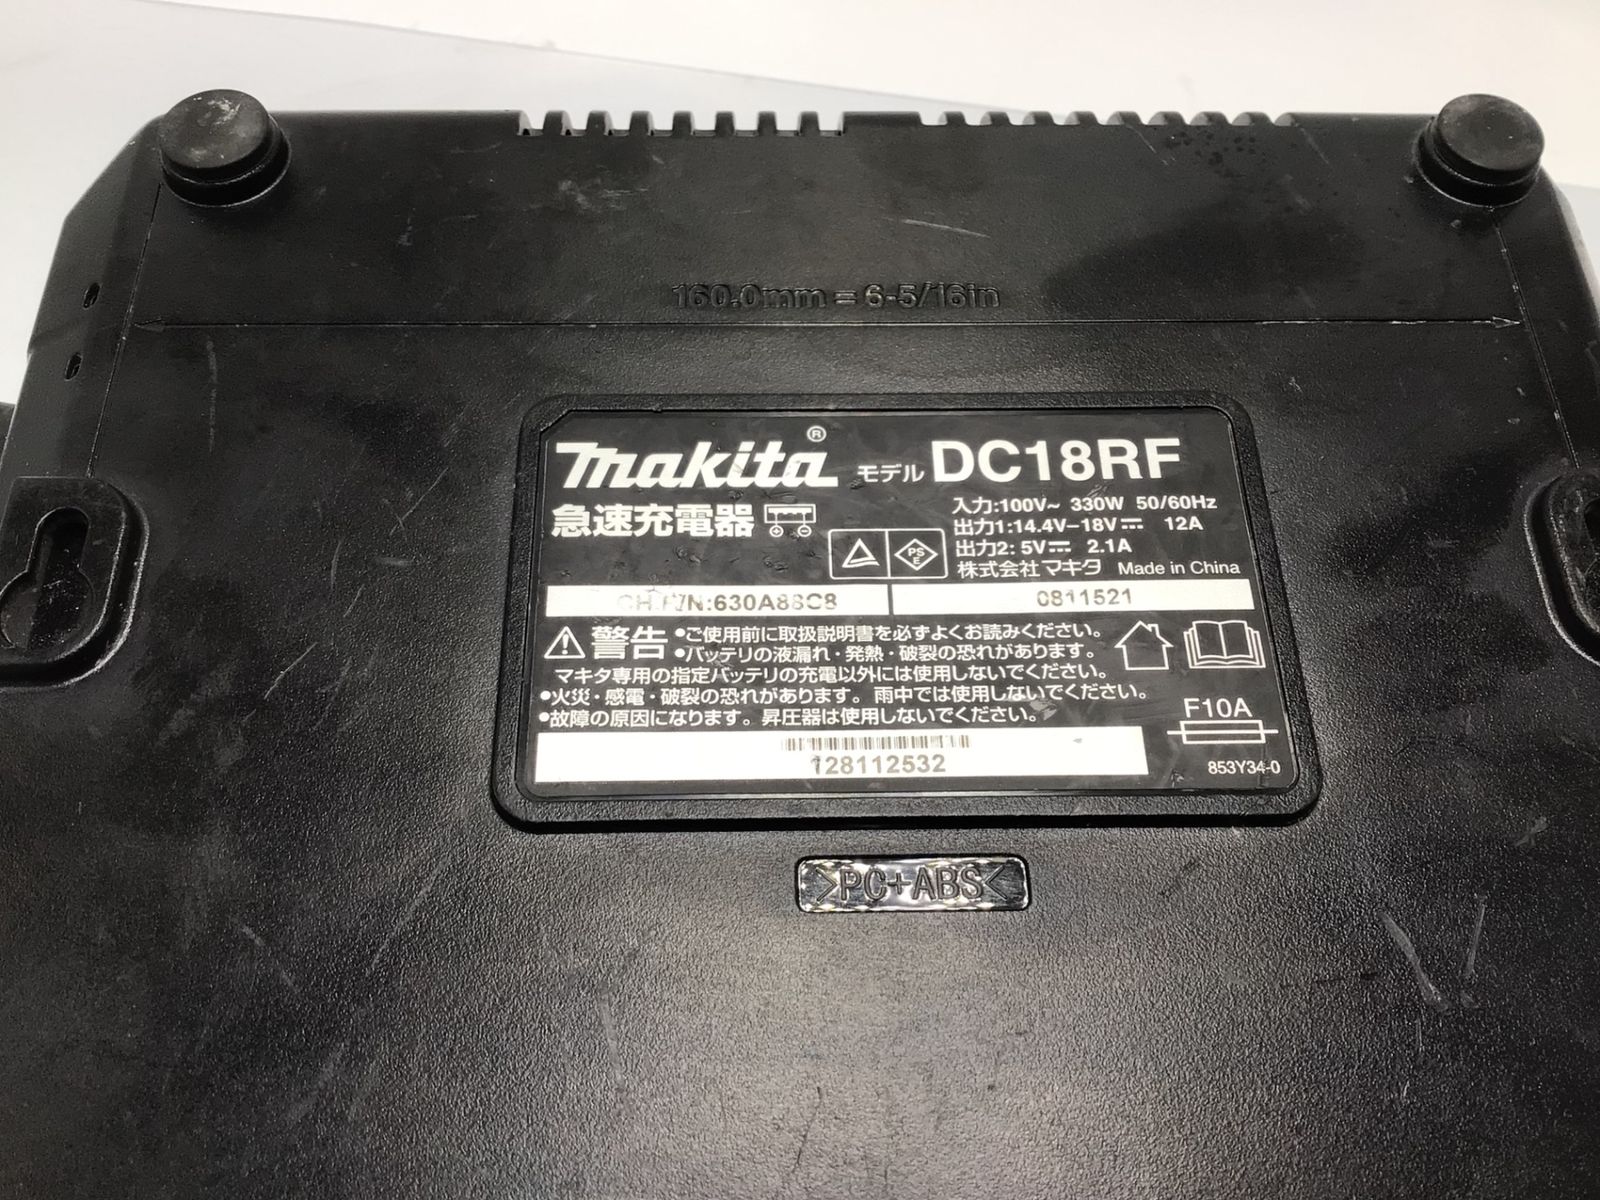 160.0mm = 6-5/16in
makita® モデル DC18RF
急速充電器
入力:100V~ 330W 50/60Hz
出力1:14.4V-18V⎓ 12A
出力2: 5V⎓ 2.1A
PS
E
株式会社マキタ Made in China
CH.P/N:630A88C8 0811521
⚠警告 •ご使用前に取扱説明書を必ずよくお読みください。
•バッテリの液漏れ・発熱・破裂の恐れがあります。
マキタ専用の指定バッテリの充電以外には使用しないでください。
•火災・感電・破裂の恐れがあります。雨中では使用しないでください。
•故障の原因になります。昇圧器は使用しないでください。
F10A
128112532
853Y34-0
>PC+ABS<